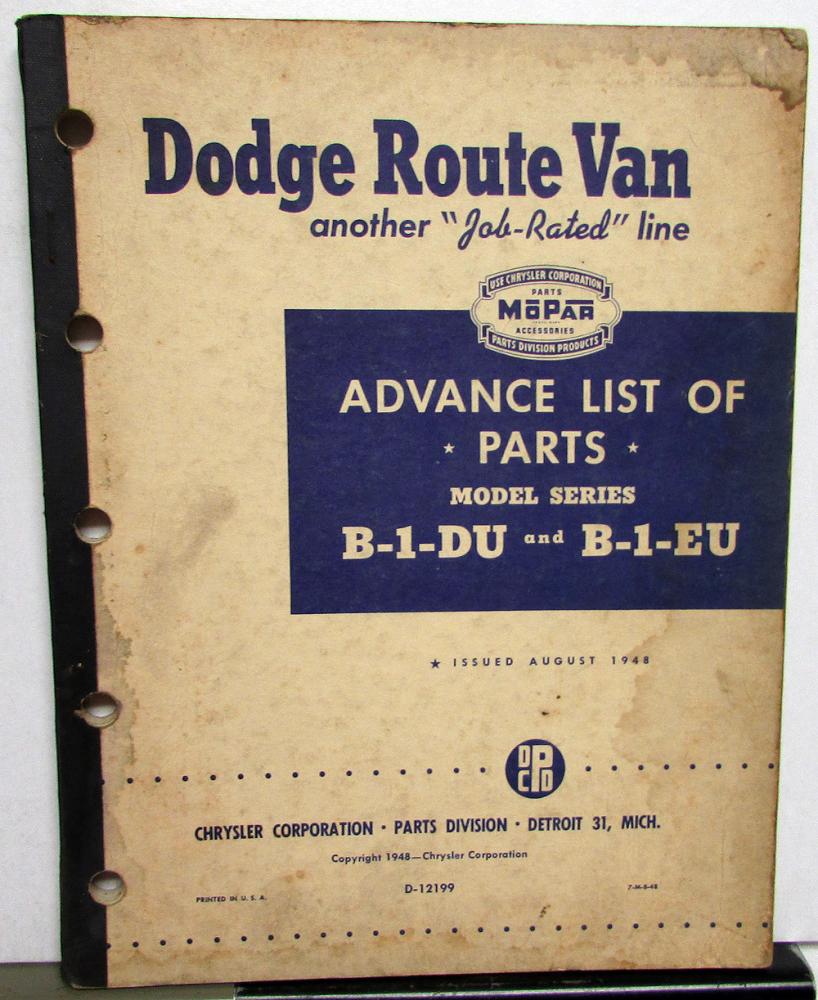 Dodge Route Van
another "Job-Rated" line
USE CHRYSLER CORPORATION
PARTS
MOPAR
ACCESSORIES
PARTS DIVISION PRODUCTS
ADVANCE LIST OF
★ PARTS ★
MODEL SERIES
B-1-DU and B-1-EU
★ ISSUED AUGUST 1948
DPCD
CHRYSLER CORPORATION · PARTS DIVISION · DETROIT 31, MICH.
Copyright 1948—Chrysler Corporation
PRINTED IN U. S. A.
D-12199
7-M-8-48